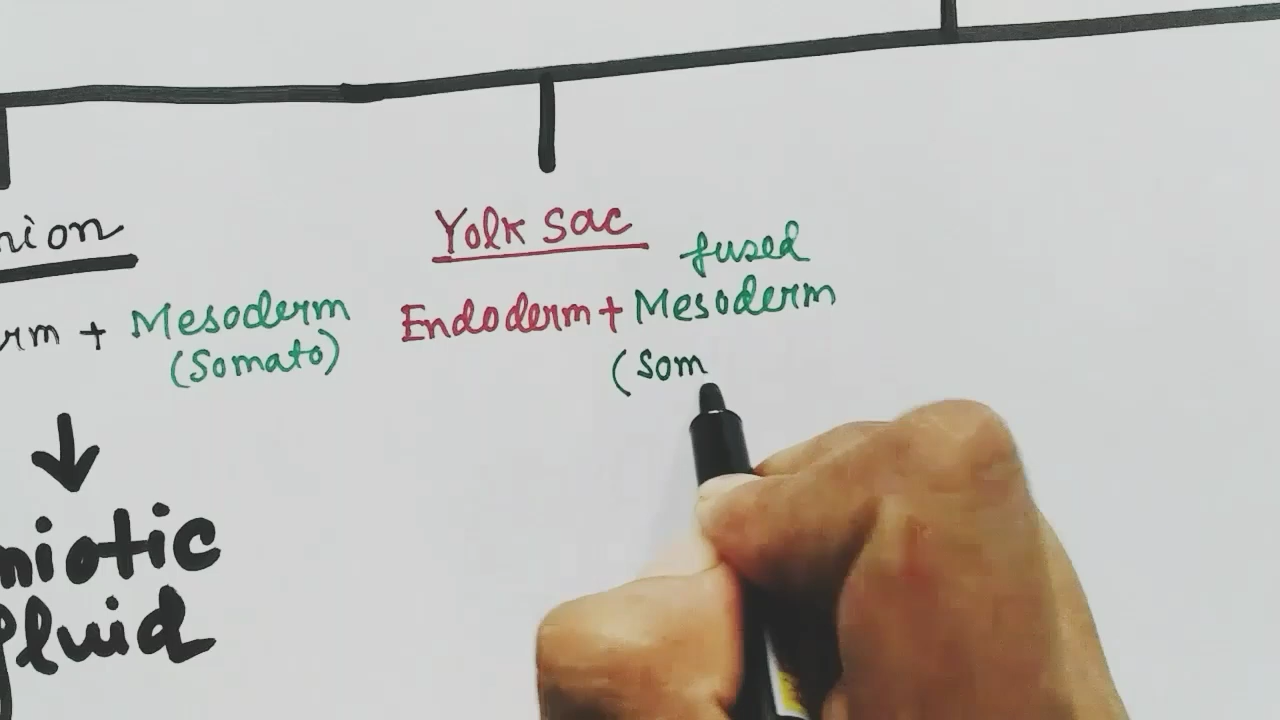 nion
rm + Mesoderm
(Somato)
niotic
fluid
Yolk Sac
fused
Endoderm + Mesoderm
(Som